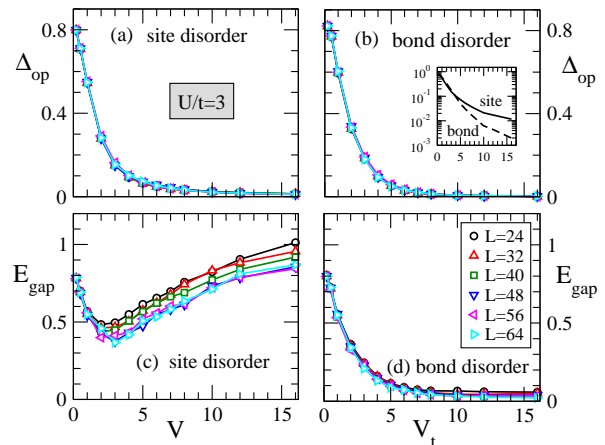 (a) site disorder
Δop
U/t=3
0.8
0.4
0
(b) bond disorder
Δop
0.8
0.4
0
site
bond
10^0
10^-1
10^-2
10^-3
0 5 10 15
(c) site disorder
Egap
1
0.5
0
0 5 10 15
V
(d) bond disorder
Egap
1
0.5
0
0 5 10 15
Vt
L=24
L=32
L=40
L=48
L=56
L=64